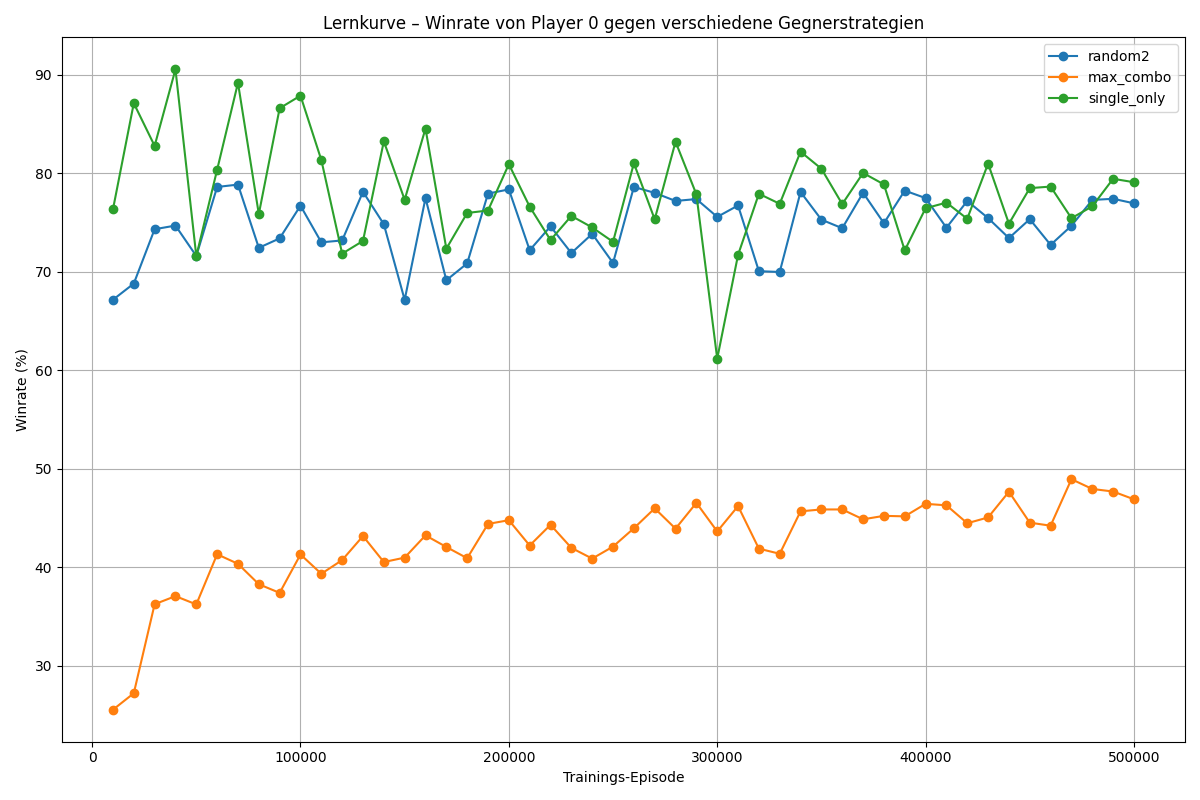 Lernkurve – Winrate von Player 0 gegen verschiedene Gegnerstrategien
random2
max_combo
single_only
Winrate (%)
90
80
70
60
50
40
30
0 100000 200000 300000 400000 500000
Trainings-Episode